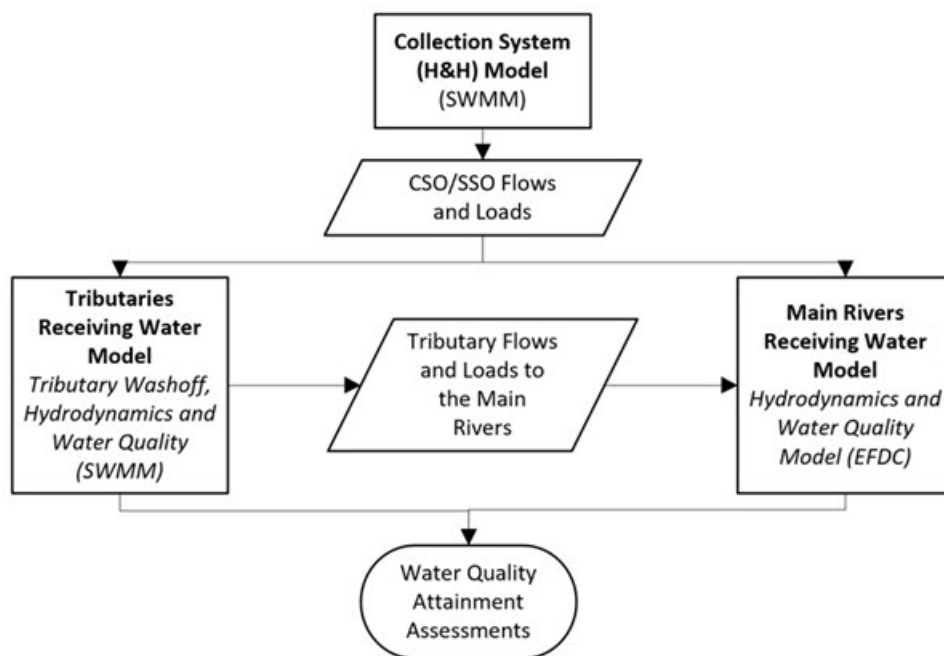 Collection System
(H&H) Model
(SWMM)
CSO/SSO Flows
and Loads
Tributaries
Receiving Water
Model
Tributary Washoff,
Hydrodynamics and
Water Quality
(SWMM)
Tributary Flows
and Loads to
the Main
Rivers
Main Rivers
Receiving Water
Model
Hydrodynamics and
Water Quality
Model (EFDC)
Water Quality
Attainment
Assessments